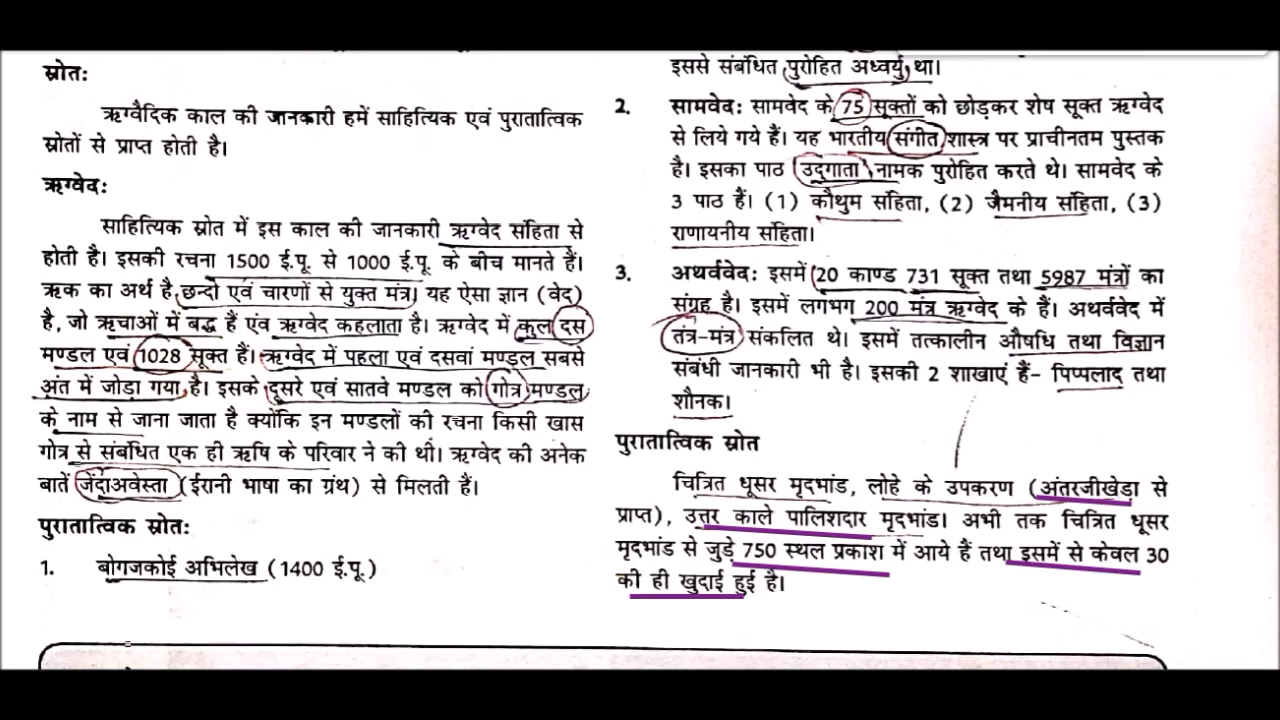 स्रोतः
ऋग्वैदिक काल की जानकारी हमें साहित्यिक एवं पुरातात्विक
स्रोतों से प्राप्त होती है।
ऋग्वेदः
साहित्यिक स्रोत में इस काल की जानकारी ऋग्वेद संहिता से
होती है। इसकी रचना 1500 ई.पू. से 1000 ई.पू. के बीच मानते हैं।
ऋक का अर्थ है छन्दो एवं चारणों से युक्त मंत्र। यह ऐसा ज्ञान (वेद)
है, जो ऋचाओं में बद्ध हैं एंव ऋग्वेद कहलाता है। ऋग्वेद में कुल दस
मण्डल एवं 1028 सूक्त हैं। ऋग्वेद में पहला एवं दसवां मण्डल सबसे
अंत में जोड़ा गया है। इसके दूसरे एवं सातवे मण्डल को गोत्र मण्डल
के नाम से जाना जाता है क्योंकि इन मण्डलों की रचना किसी खास
गोत्र से संबंधित एक ही ऋषि के परिवार ने की थी। ऋग्वेद की अनेक
बातें जेंदाअवेस्ता (ईरानी भाषा का ग्रंथ) से मिलती हैं।
पुरातात्विक स्रोतः
1. बोगजकोई अभिलेख (1400 ई.पू.)
इससे संबंधित पुरोहित अध्वर्यु था।
2. सामवेदः सामवेद के 75 सूक्तों को छोड़कर शेष सूक्त ऋग्वेद
से लिये गये हैं। यह भारतीय संगीत शास्त्र पर प्राचीनतम पुस्तक
है। इसका पाठ उद्गाता नामक पुरोहित करते थे। सामवेद के
3 पाठ हैं। (1) कौथुम संहिता, (2) जैमनीय संहिता, (3)
राणायनीय संहिता।
3. अथर्ववेदः इसमें 20 काण्ड 731 सूक्त तथा 5987 मंत्रों का
संग्रह है। इसमें लगभग 200 मंत्र ऋग्वेद के हैं। अथर्ववेद में
तंत्र-मंत्र संकलित थे। इसमें तत्कालीन औषधि तथा विज्ञान
संबंधी जानकारी भी है। इसकी 2 शाखाएं हैं- पिप्पलाद तथा
शौनक।
पुरातात्विक स्रोत
चित्रित धूसर मृदभांड, लोहे के उपकरण (अंतरजीखेड़ा से
प्राप्त), उत्तर काले पालिशदार मृदभांड। अभी तक चित्रित धूसर
मृदभांड से जुड़े 750 स्थल प्रकाश में आये हैं तथा इसमें से केवल 30
की ही खुदाई हुई है।